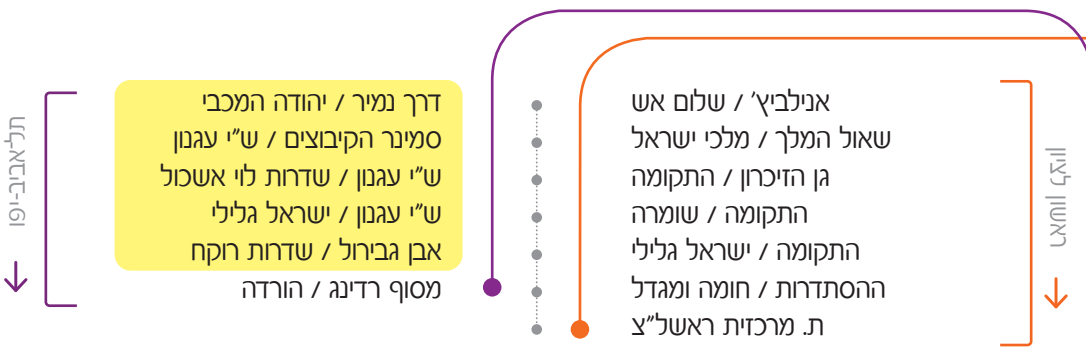 ראשון לציון
אנילביץ' / שלום אש
שאול המלך / מלכי ישראל
גן הזיכרון / התקומה
התקומה / שומרה
התקומה / ישראל גלילי
ההסתדרות / חומה ומגדל
ת. מרכזית ראשל״צ
דרך נמיר / יהודה המכבי
סמינר הקיבוצים / ש״י עגנון
ש״י עגנון / שדרות לוי אשכול
ש״י עגנון / ישראל גלילי
אבן גבירול / שדרות רוקח
מסוף רדינג / הורדה
תל אביב-יפו